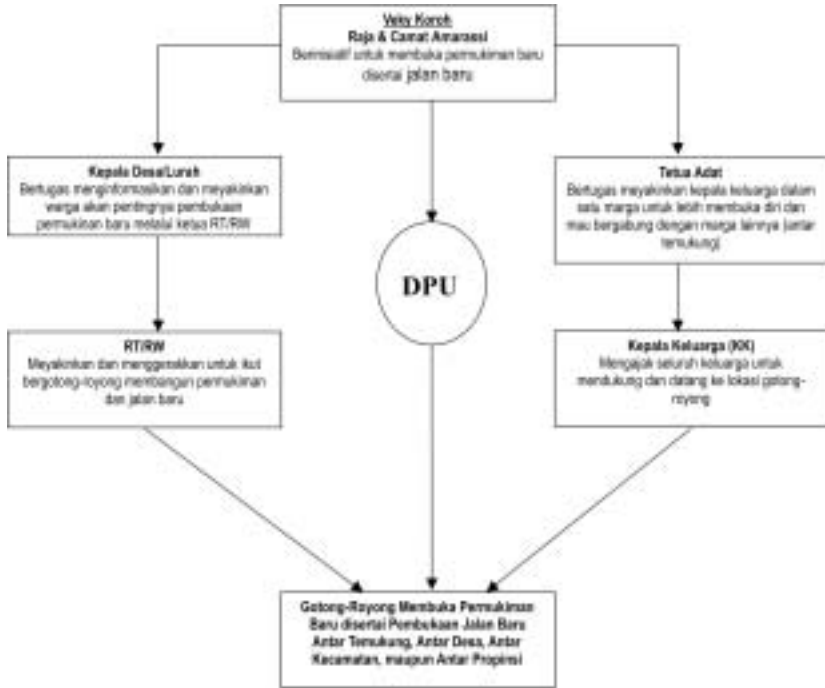 Veky Koroh
Raja & Camat Amarasi
Berinisiatif untuk membuka permukiman baru
disertai jalan baru
Kepala Desa/Lurah
Bertugas menginformasikan dan meyakinkan
warga akan pentingnya pembukaan
permukinan baru melalui ketua RT/RW
Tetua Adat
Bertugas meyakinkan kepala keluarga dalam
satu marga untuk lebih membuka diri dan
mau bergabung dengan marga lainnya (antar
temukung)
DPU
RT/RW
Meyakinkan dan menggerakkan untuk ikut
bergotong-royong membangun permukiman
dan jalan baru
Kepala Keluarga (KK)
Mengajak seluruh keluarga untuk
mendukung dan datang ke lokasi gotong-
royong
Gotong-Royong Membuka Permukiman
Baru disertai Pembukaan Jalan Baru
Antar Temukung, Antar Desa, Antar
Kecamatan, maupun Antar Propinsi